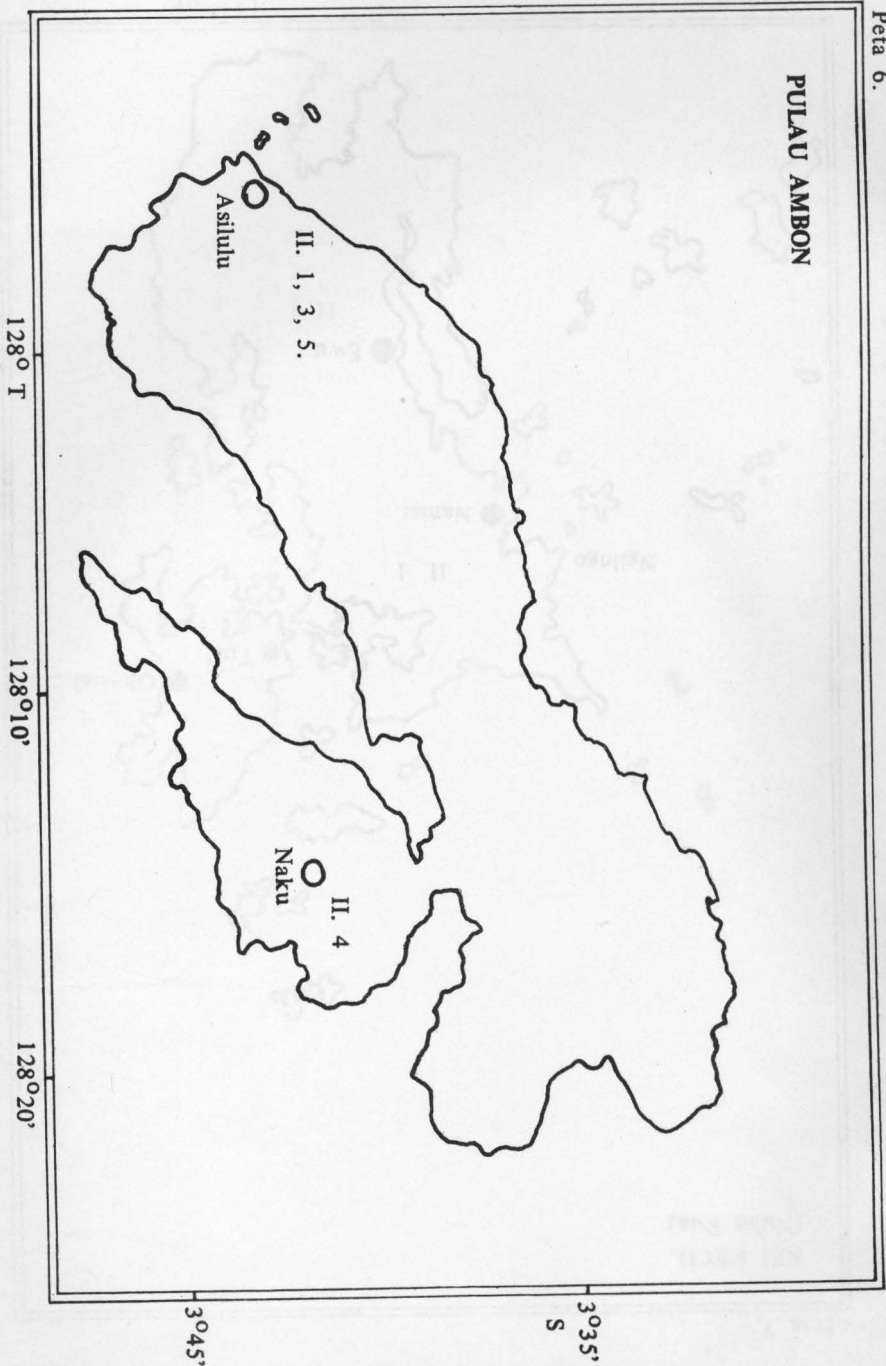 Peta 6.
PULAU AMBON
II. 1, 3, 5.
Asilulu
II. 4
Naku
128° T
128°10'
128°20'
3°35'
S
3°45'